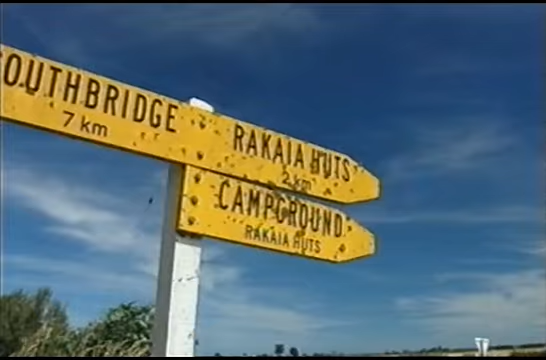 OUTHBRIDGE
7 km
RAKAIA HUTS
2 km
CAMPGROUND
RAKAIA HUTS